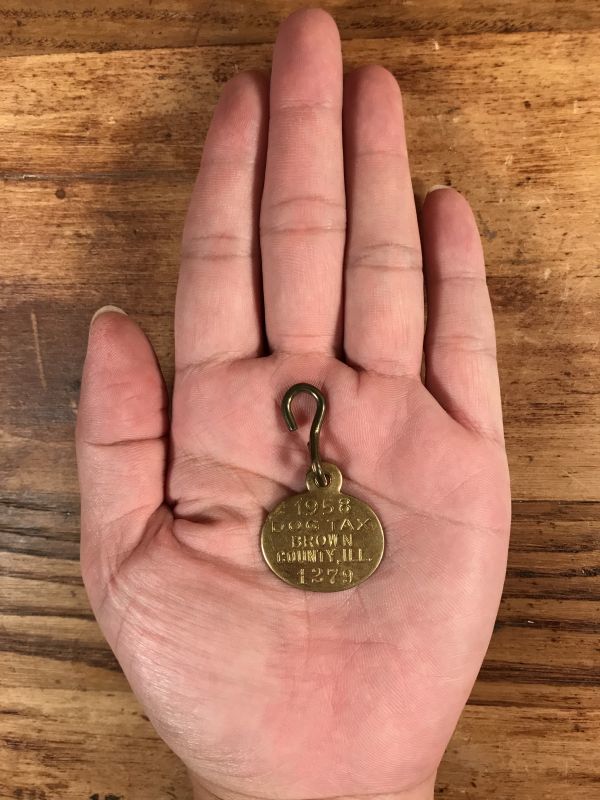 1958
DOG TAX
BROWN
COUNTY, ILL.
1279